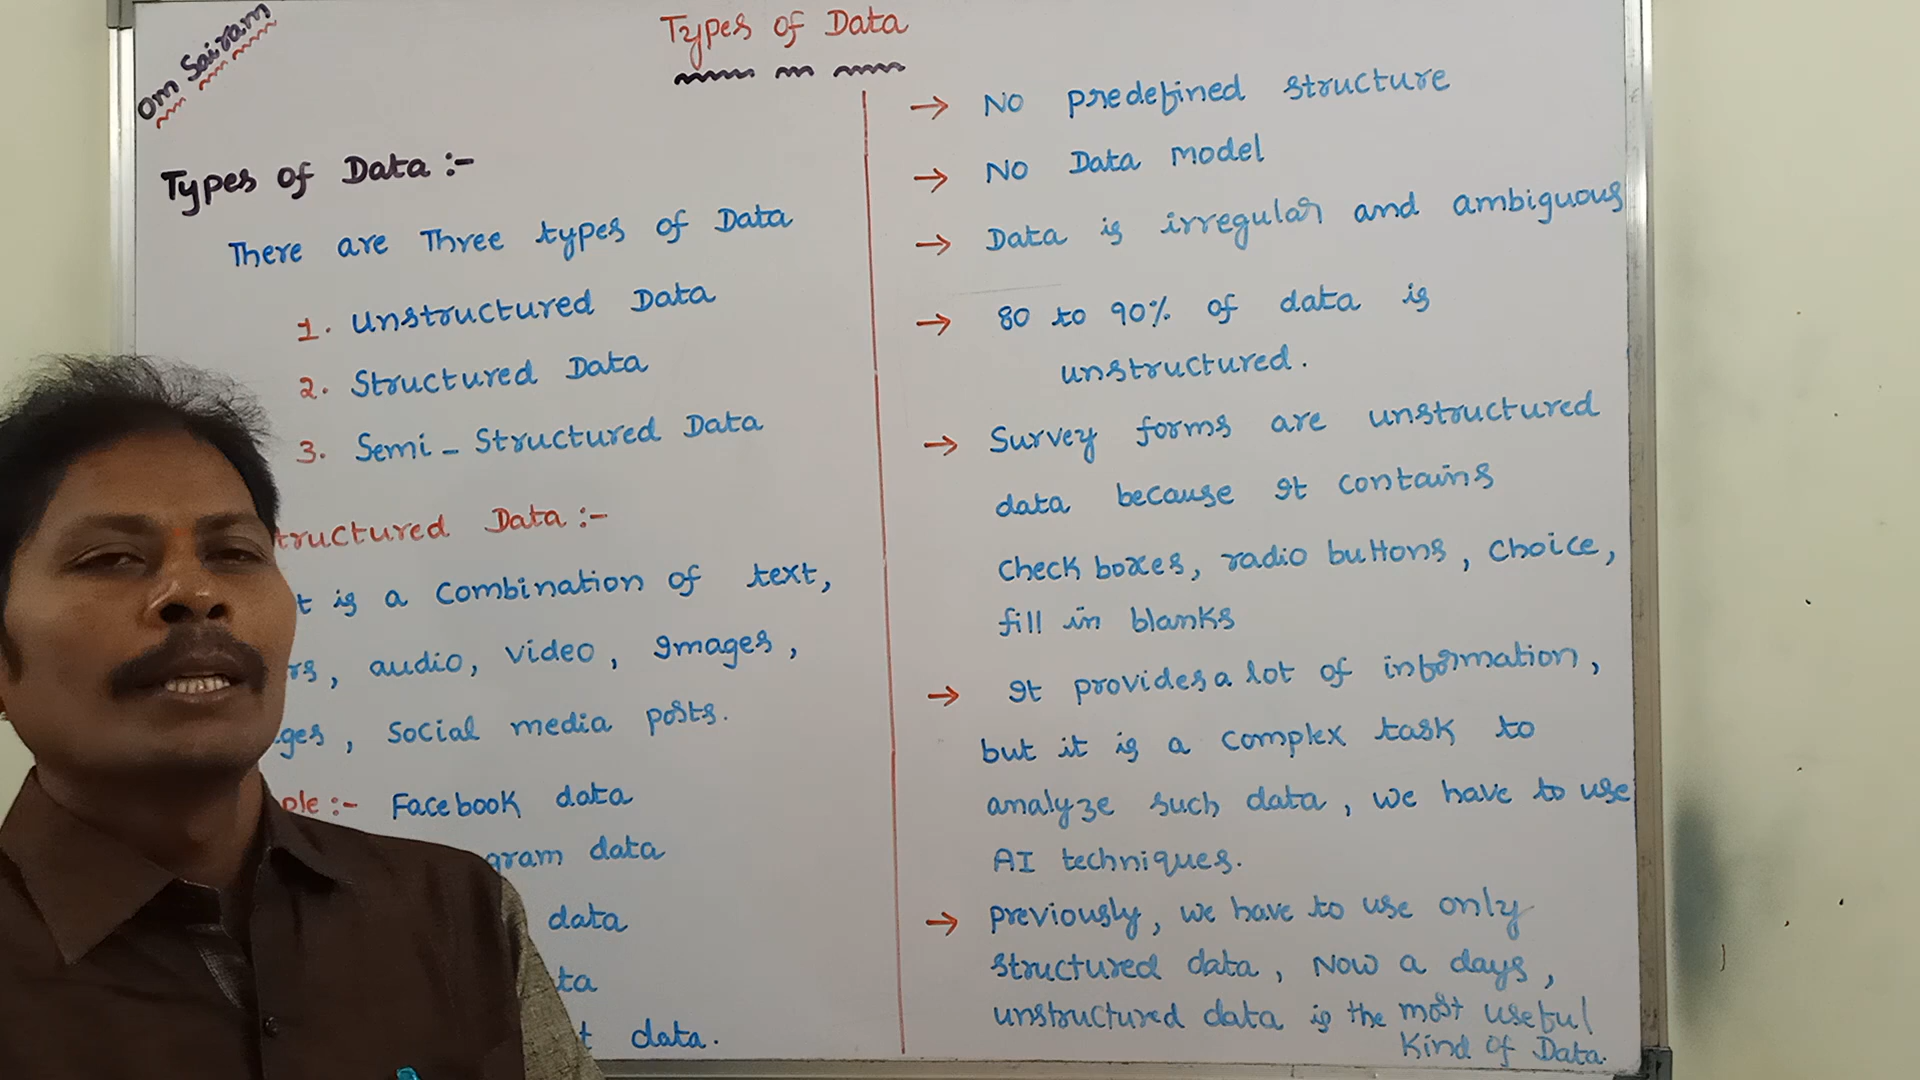 Om Sairam
Types of Data
Types of Data :-
There are Three types of Data
1. Unstructured Data
2. Structured Data
3. Semi - Structured Data
Data :-
is a combination of text,
audio, video, Images,
, Social media posts.
Facebook data
data
data
data.
→ No predefined structure
→ No Data model
→ Data is irregular and ambiguous
→ 80 to 90% of data is
unstructured.
→ Survey forms are unstructured
data because It contains
check boxes, radio buttons, choice,
fill in blanks
→ It provides a lot of information,
but it is a complex task to
analyze such data, we have to use
AI techniques.
→ previously, we have to use only
structured data, Now a days,
unstructured data is the most useful
Kind of Data.